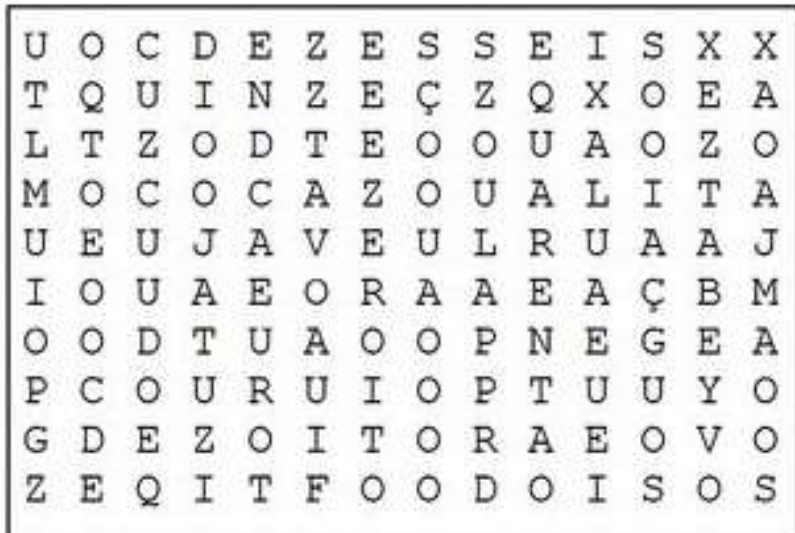 U O C D E Z E S S E I S X X
T Q U I N Z E Ç Z Q X O E A
L T Z O D T E O O U A O Z O
M O C O C A Z O U A L I T A
U E U J A V E U L R U A A J
I O U A E O R A A E A Ç B M
O O D T U A O O P N E G E A
P C O U R U I O P T U U Y O
G D E Z O I T O R A E O V O
Z E Q I T F O O D O I S O S